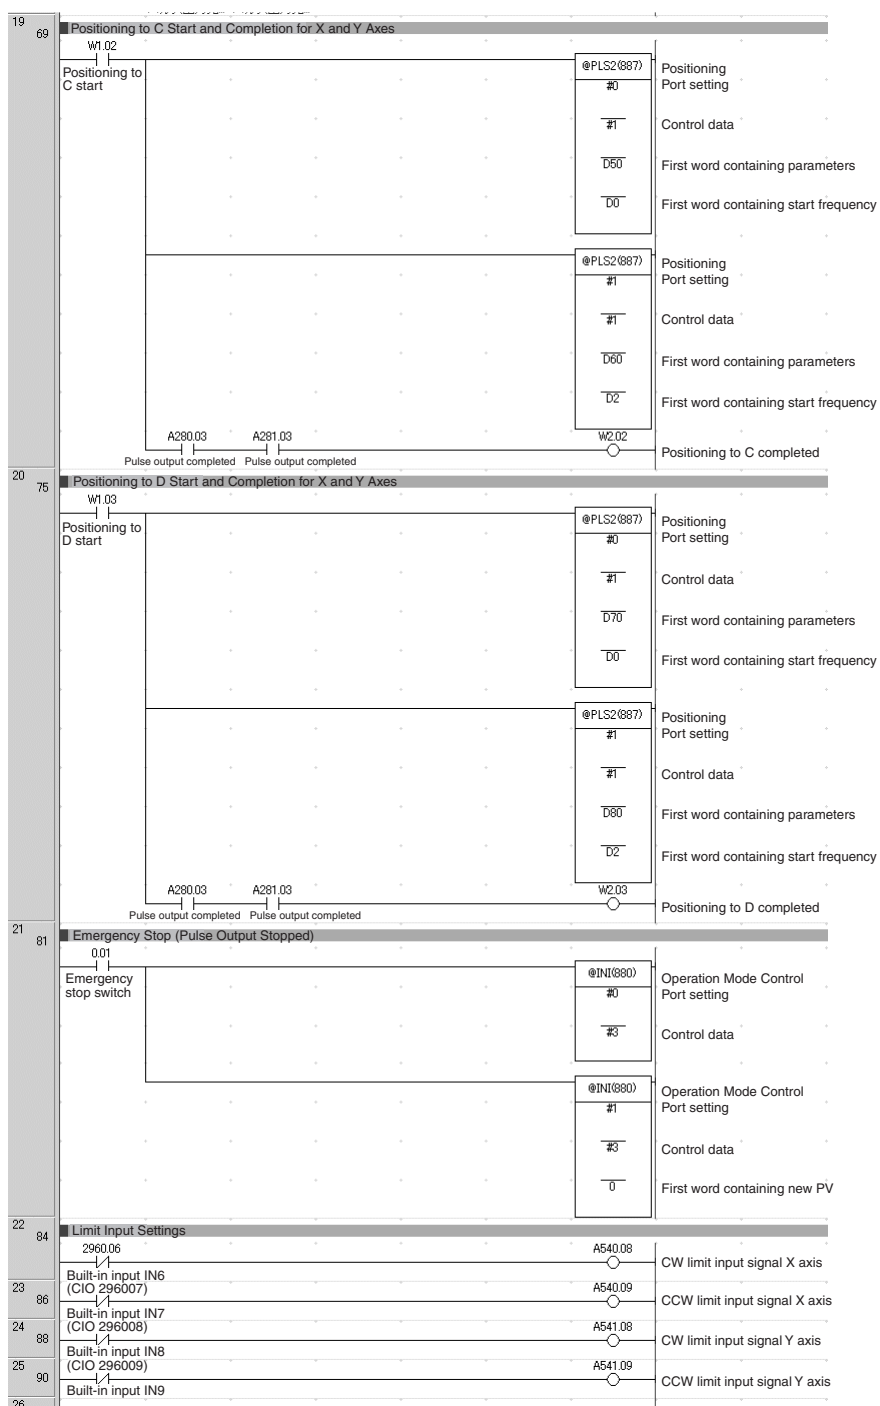 19
69
Positioning to C Start and Completion for X and Y Axes
W1.02
Positioning to
C start
@PLS2(887)
Positioning
#0
Port setting
#1
Control data
D50
First word containing parameters
D0
First word containing start frequency
@PLS2(887)
Positioning
#1
Port setting
#1
Control data
D60
First word containing parameters
D2
First word containing start frequency
A280.03
A281.03
W2.02
Positioning to C completed
Pulse output completed
Pulse output completed
20
75
Positioning to D Start and Completion for X and Y Axes
W1.03
Positioning to
D start
@PLS2(887)
Positioning
#0
Port setting
#1
Control data
D70
First word containing parameters
D0
First word containing start frequency
@PLS2(887)
Positioning
#1
Port setting
#1
Control data
D80
First word containing parameters
D2
First word containing start frequency
A280.03
A281.03
W2.03
Positioning to D completed
Pulse output completed
Pulse output completed
21
81
Emergency Stop (Pulse Output Stopped)
0.01
Emergency
stop switch
@INI(880)
Operation Mode Control
#0
Port setting
#3
Control data
@INI(880)
Operation Mode Control
#1
Port setting
#3
Control data
0
First word containing new PV
22
84
Limit Input Settings
2960.06
A540.08
CW limit input signal X axis
Built-in input IN6
23
86
(CIO 296007)
A540.09
CCW limit input signal X axis
Built-in input IN7
24
88
(CIO 296008)
A541.08
CW limit input signal Y axis
Built-in input IN8
25
90
(CIO 296009)
A541.09
CCW limit input signal Y axis
Built-in input IN9
26